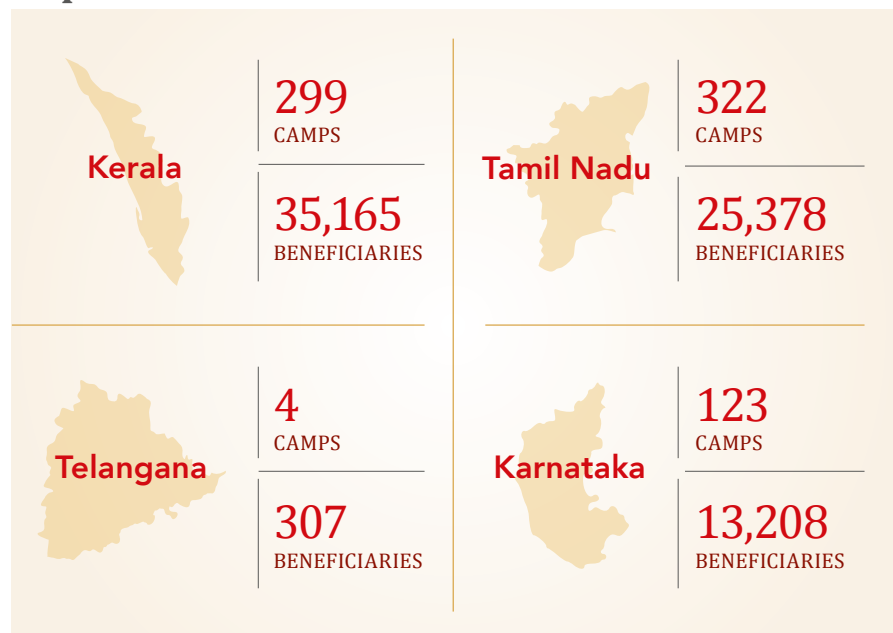 Kerala
299
CAMPS
35,165
BENEFICIARIES
Tamil Nadu
322
CAMPS
25,378
BENEFICIARIES
Telangana
4
CAMPS
307
BENEFICIARIES
Karnataka
123
CAMPS
13,208
BENEFICIARIES